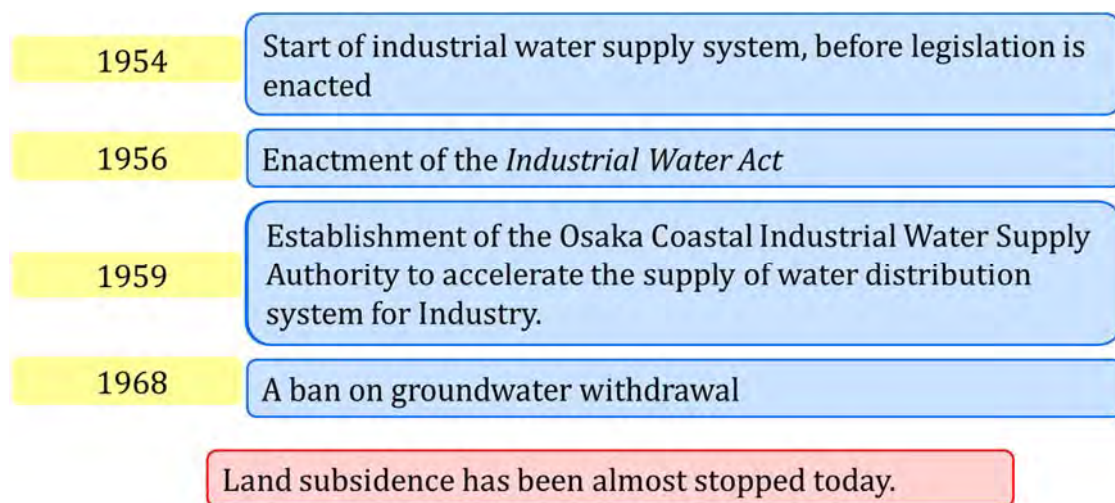 1954
Start of industrial water supply system, before legislation is
enacted
1956
Enactment of the Industrial Water Act
1959
Establishment of the Osaka Coastal Industrial Water Supply
Authority to accelerate the supply of water distribution
system for Industry.
1968
A ban on groundwater withdrawal
Land subsidence has been almost stopped today.